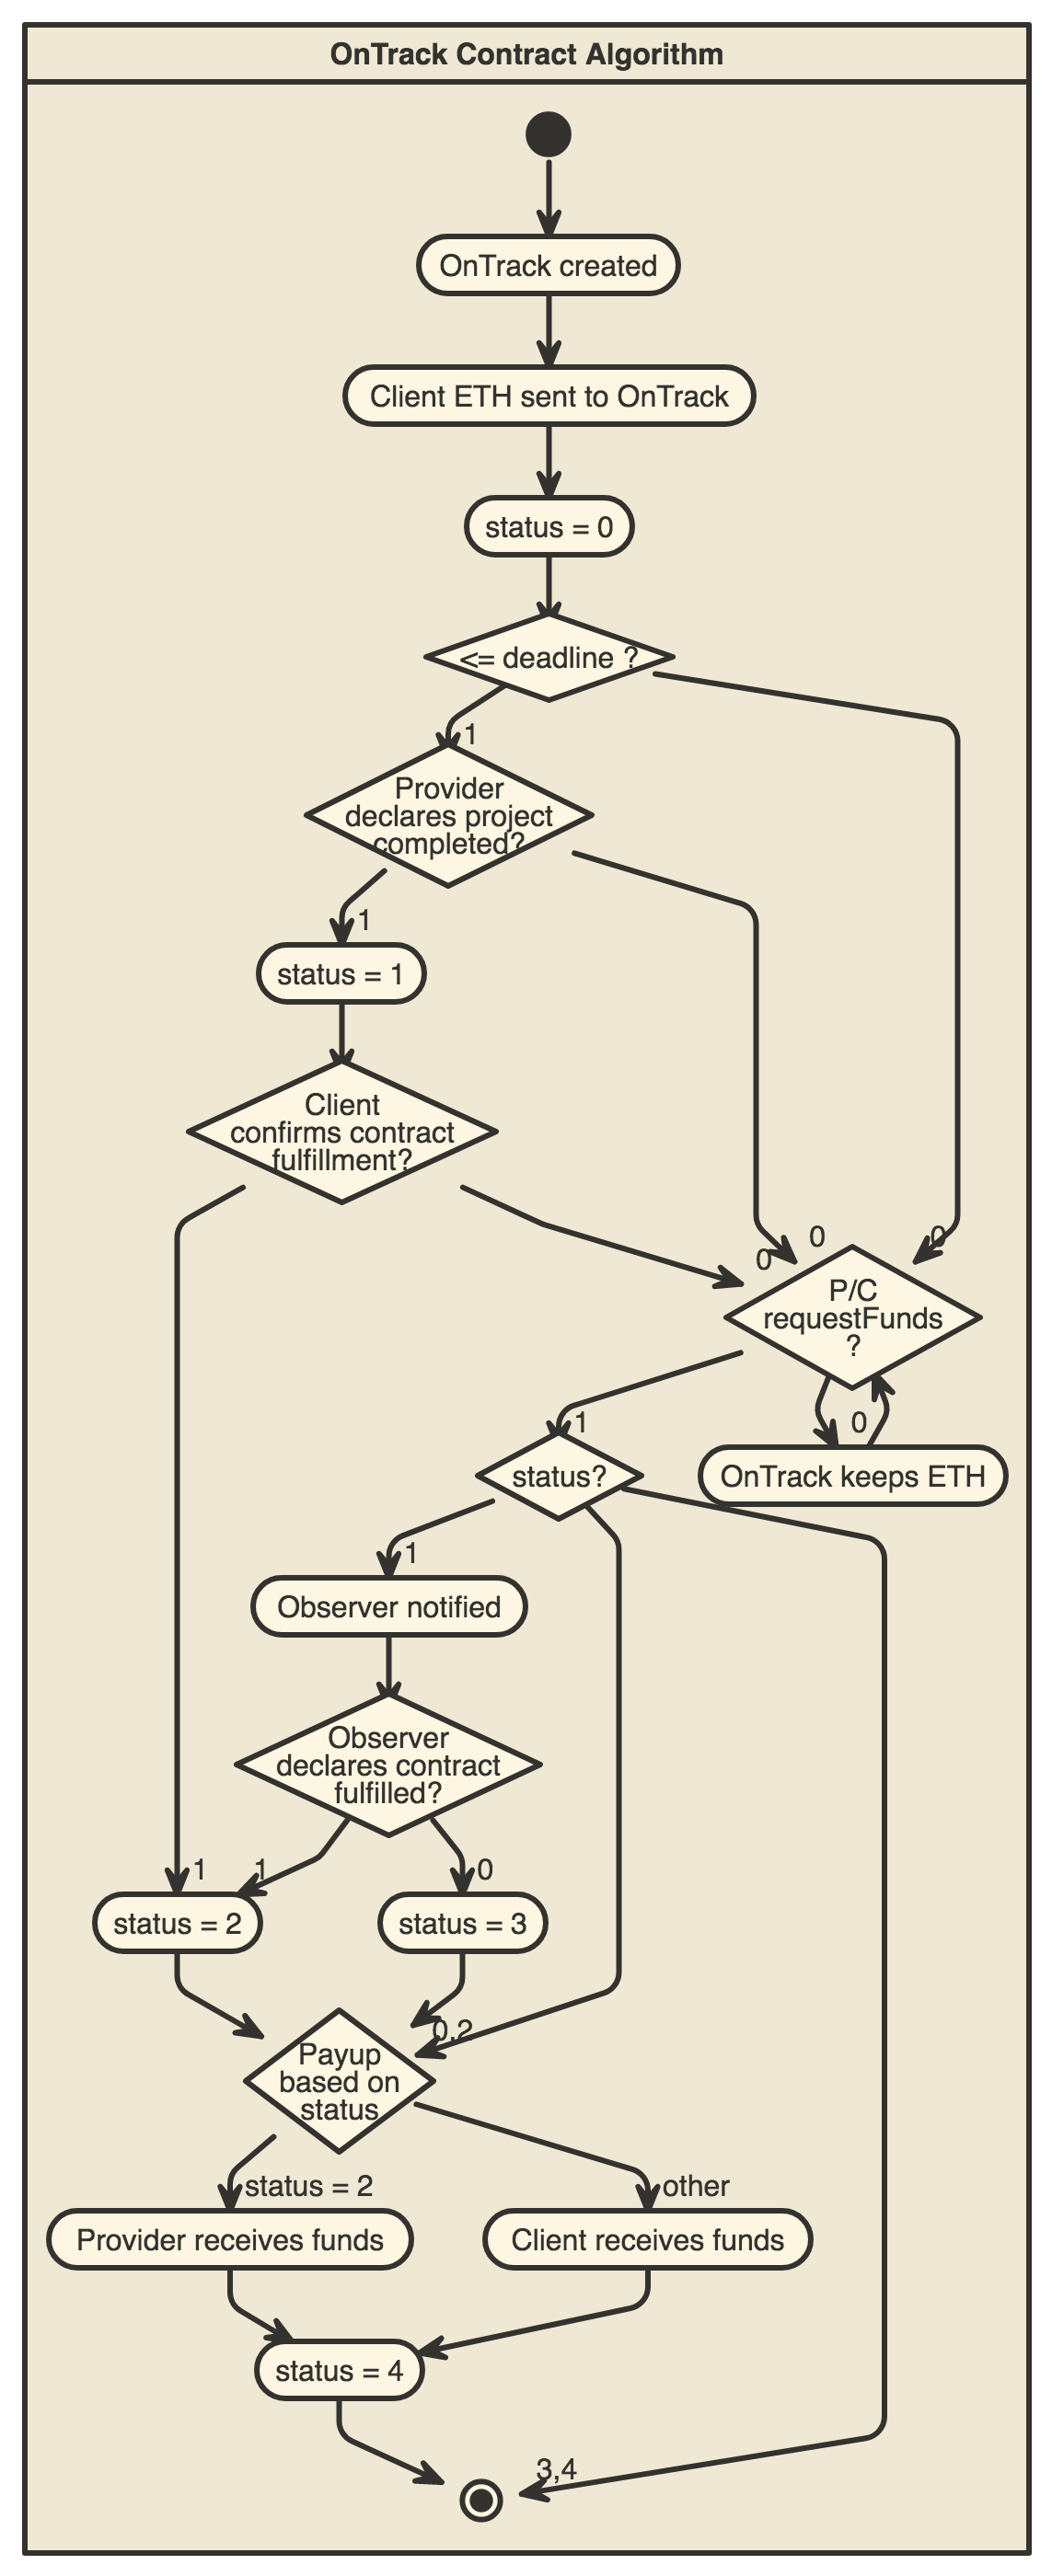 OnTrack Contract Algorithm
OnTrack created
Client ETH sent to OnTrack
status = 0
<= deadline ?
1
Provider
declares project
completed?
1
status = 1
Client
confirms contract
fulfillment?
0
0
0
P/C
requestFunds
?
1
0
status?
OnTrack keeps ETH
1
Observer notified
Observer
declares contract
fulfilled?
1
1
0
status = 2
status = 3
0,2
Payup
based on
status
status = 2
other
Provider receives funds
Client receives funds
status = 4
3,4